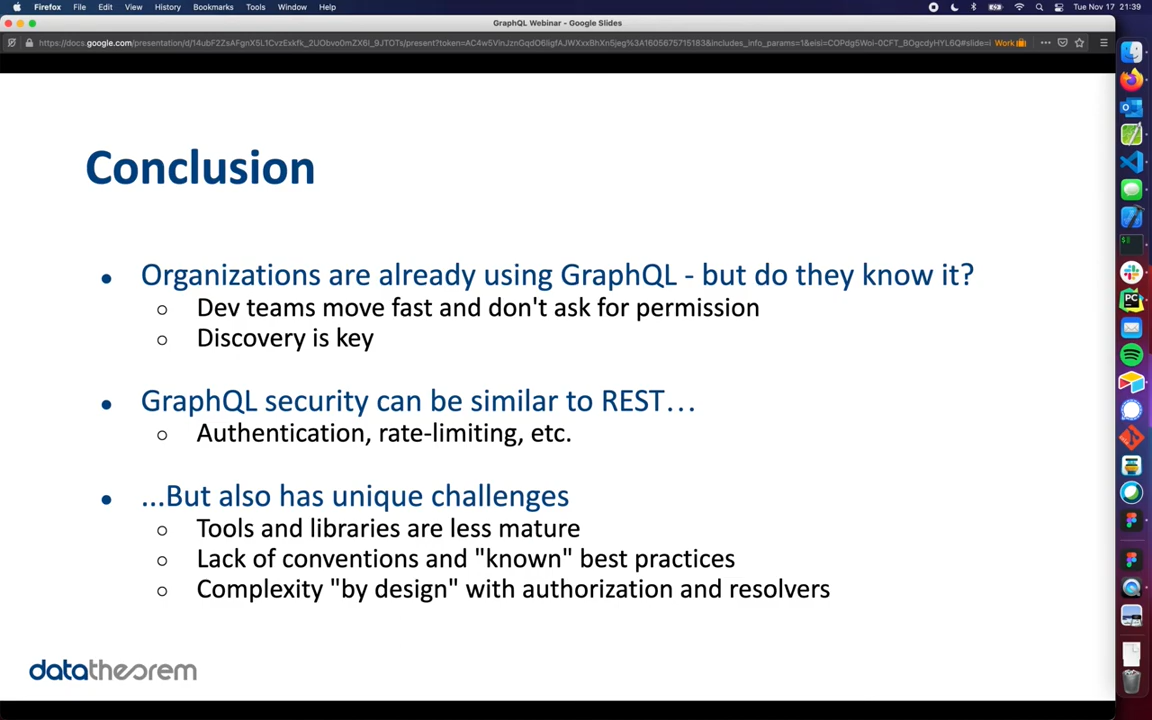 Firefox File Edit View History Bookmarks Tools Window Help Tue Nov 17 21:39
GraphQL Webinar - Google Slides
Work
Conclusion
● Organizations are already using GraphQL - but do they know it?
○ Dev teams move fast and don't ask for permission
○ Discovery is key
● GraphQL security can be similar to REST…
○ Authentication, rate-limiting, etc.
● ...But also has unique challenges
○ Tools and libraries are less mature
○ Lack of conventions and "known" best practices
○ Complexity "by design" with authorization and resolvers
datatheorem